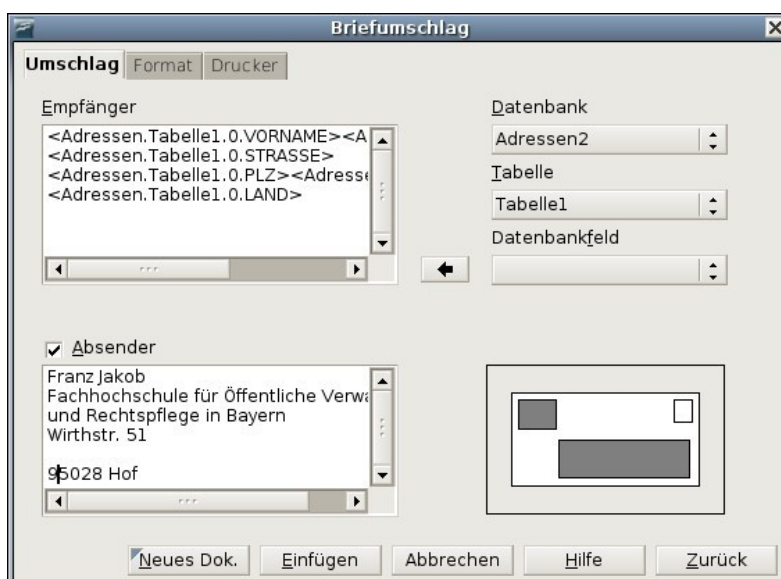 Briefumschlag
Umschlag Format Drucker
Empfänger
<Adressen.Tabelle1.0.VORNAME><A
<Adressen.Tabelle1.0.STRASSE>
<Adressen.Tabelle1.0.PLZ><Adresse
<Adressen.Tabelle1.0.LAND>
Datenbank
Adressen2
Tabelle
Tabelle1
Datenbankfeld
Absender
Franz Jakob
Fachhochschule für Öffentliche Verwa
und Rechtspflege in Bayern
Wirthstr. 51
95028 Hof
Neues Dok. Einfügen Abbrechen Hilfe Zurück